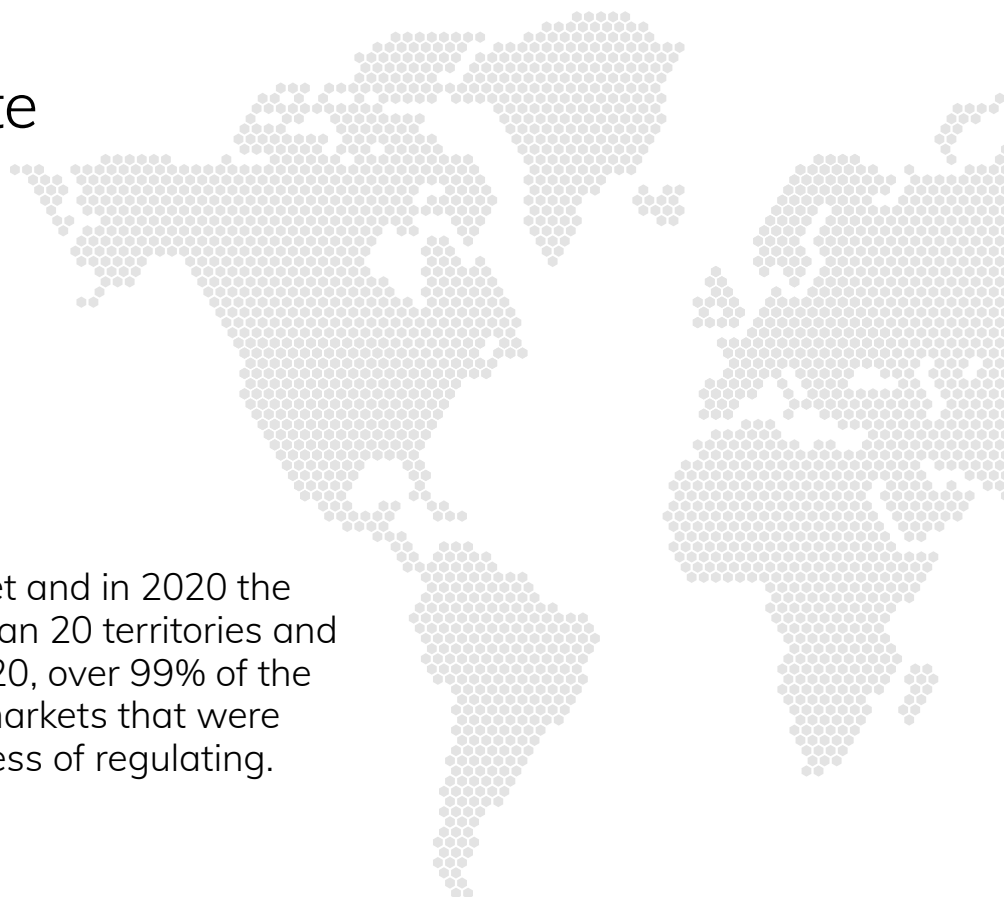 te
et and in 2020 the
an 20 territories and
20, over 99% of the
narkets that were
ess of regulating.